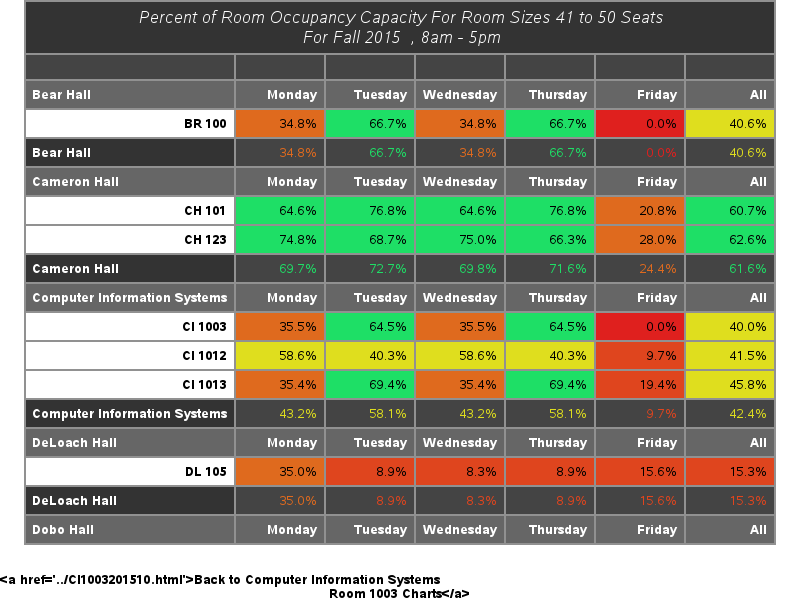 Percent of Room Occupancy Capacity For Room Sizes 41 to 50 Seats
For Fall 2015  , 8am - 5pm
Bear Hall Monday Tuesday Wednesday Thursday Friday All
BR 100 34.8% 66.7% 34.8% 66.7% 0.0% 40.6%
Bear Hall 34.8% 66.7% 34.8% 66.7% 0.0% 40.6%
Cameron Hall Monday Tuesday Wednesday Thursday Friday All
CH 101 64.6% 76.8% 64.6% 76.8% 20.8% 60.7%
CH 123 74.8% 68.7% 75.0% 66.3% 28.0% 62.6%
Cameron Hall 69.7% 72.7% 69.8% 71.6% 24.4% 61.6%
Computer Information Systems Monday Tuesday Wednesday Thursday Friday All
CI 1003 35.5% 64.5% 35.5% 64.5% 0.0% 40.0%
CI 1012 58.6% 40.3% 58.6% 40.3% 9.7% 41.5%
CI 1013 35.4% 69.4% 35.4% 69.4% 19.4% 45.8%
Computer Information Systems 43.2% 58.1% 43.2% 58.1% 9.7% 42.4%
DeLoach Hall Monday Tuesday Wednesday Thursday Friday All
DL 105 35.0% 8.9% 8.3% 8.9% 15.6% 15.3%
DeLoach Hall 35.0% 8.9% 8.3% 8.9% 15.6% 15.3%
Dobo Hall Monday Tuesday Wednesday Thursday Friday All
<a href='../CI1003201510.html'>Back to Computer Information Systems
Room 1003 Charts</a>